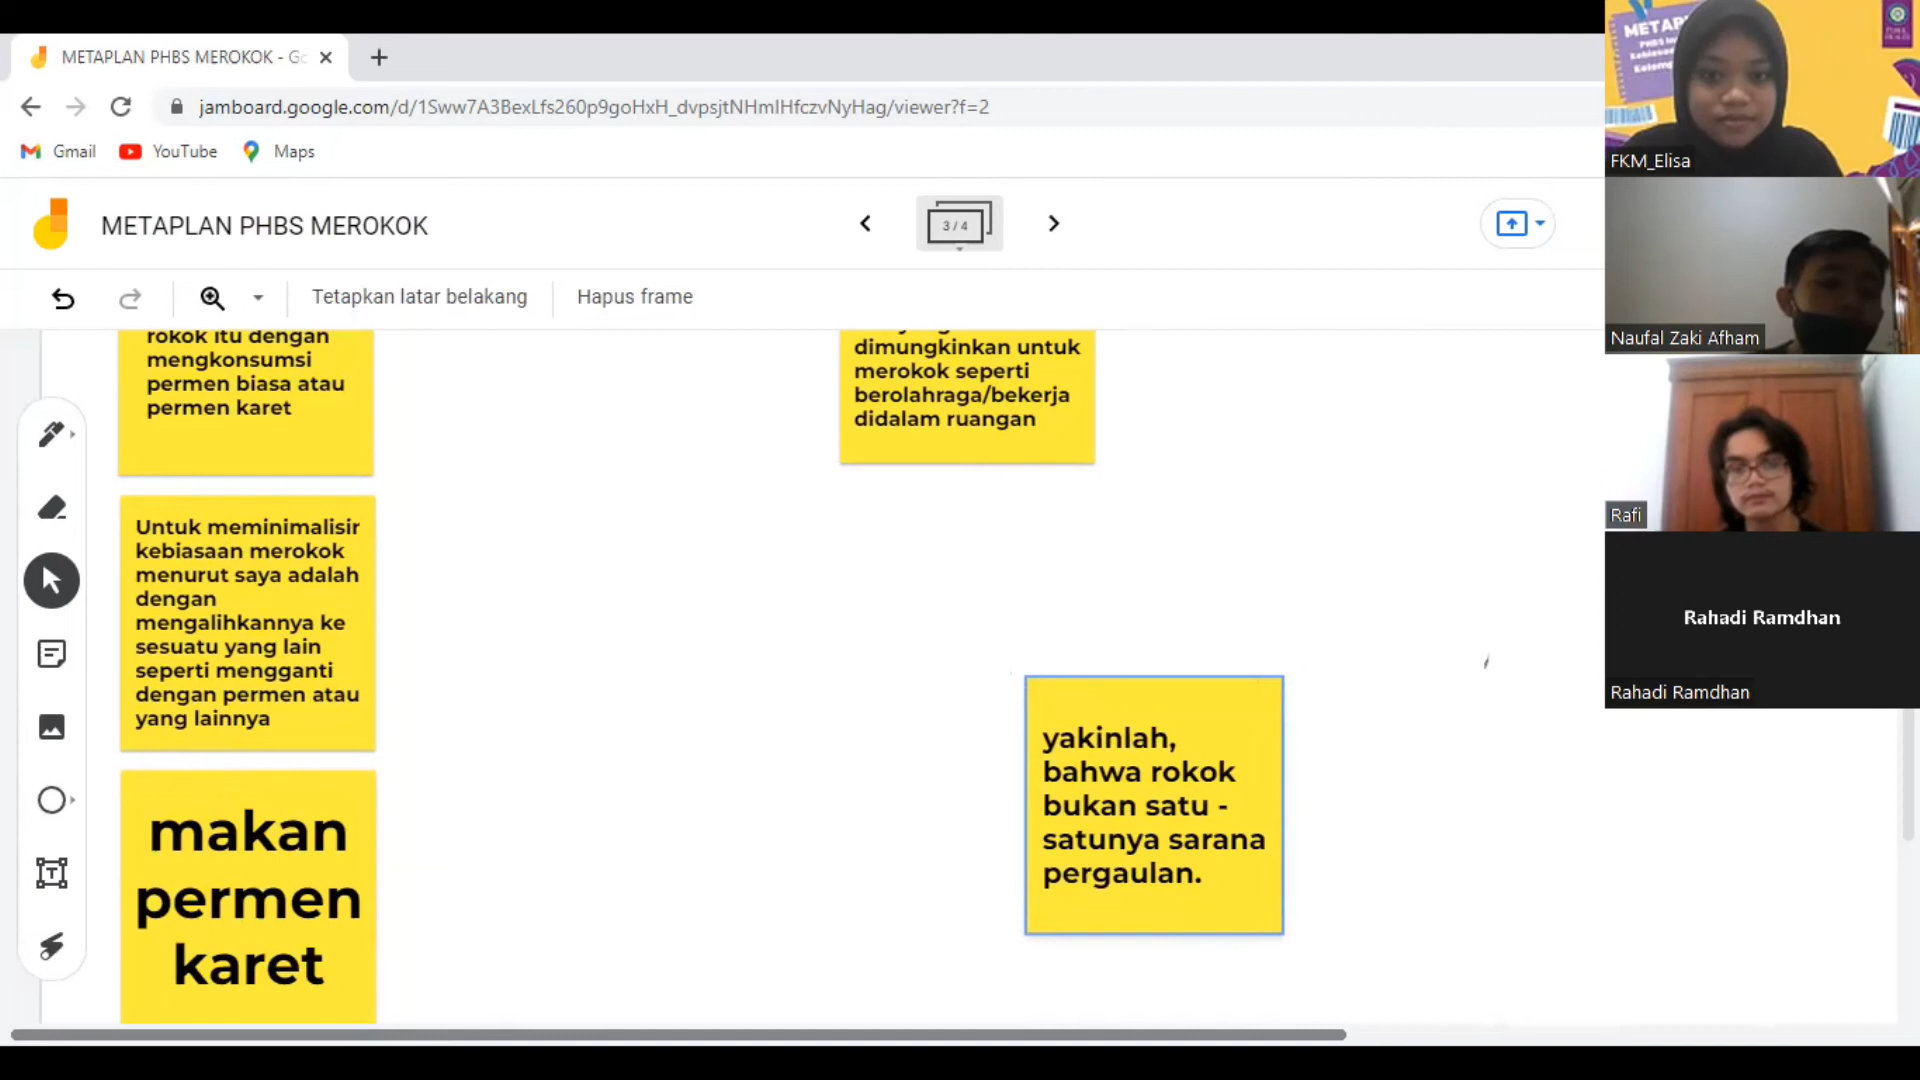 METAPLAN PHBS MEROKOK - Go
jamboard.google.com/d/1Sww7A3BexLfs260p9goHxH_dvpsjtNHmIHfczvNyHag/viewer?f=2
Gmail
YouTube
Maps
METAPLAN PHBS MEROKOK
3 / 4
Tetapkan latar belakang
Hapus frame
rokok itu dengan
mengkonsumsi
permen biasa atau
permen karet
dimungkinkan untuk
merokok seperti
berolahraga/bekerja
didalam ruangan
Untuk meminimalisir
kebiasaan merokok
menurut saya adalah
dengan
mengalihkannya ke
sesuatu yang lain
seperti mengganti
dengan permen atau
yang lainnya
yakinlah,
bahwa rokok
bukan satu -
satunya sarana
pergaulan.
makan
permen
karet
FKM_Elisa
Naufal Zaki Afham
Rafi
Rahadi Ramdhan
Rahadi Ramdhan